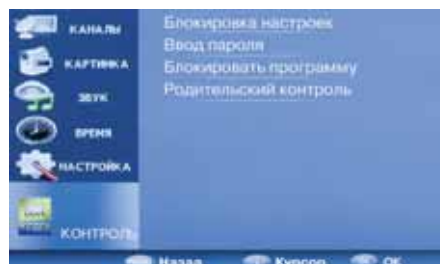 КАНАЛЫ
КАРТИНКА
ЗВУК
ВРЕМЯ
НАСТРОЙКА
КОНТРОЛЬ
Блокировка настроек
Ввод пароля
Блокировать программу
Родительский контроль
Назад Курсор OK